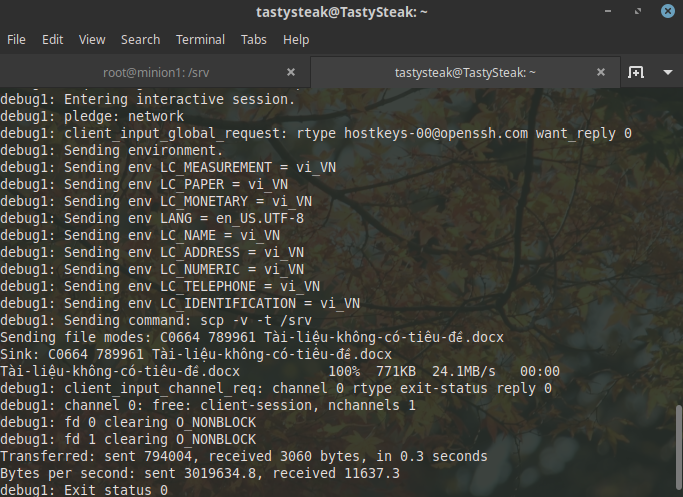 tastysteak@TastySteak: ~
File Edit View Search Terminal Tabs Help
root@minion1: /srv
tastysteak@TastySteak: ~
debug1: Entering interactive session.
debug1: pledge: network
debug1: client_input_global_request: rtype hostkeys-00@openssh.com want_reply 0
debug1: Sending environment.
debug1: Sending env LC_MEASUREMENT = vi_VN
debug1: Sending env LC_PAPER = vi_VN
debug1: Sending env LC_MONETARY = vi_VN
debug1: Sending env LANG = en_US.UTF-8
debug1: Sending env LC_NAME = vi_VN
debug1: Sending env LC_ADDRESS = vi_VN
debug1: Sending env LC_NUMERIC = vi_VN
debug1: Sending env LC_TELEPHONE = vi_VN
debug1: Sending env LC_IDENTIFICATION = vi_VN
debug1: Sending command: scp -v -t /srv
Sending file modes: C0664 789961 Tài-liệu-không-có-tiêu-đề.docx
Sink: C0664 789961 Tài-liệu-không-có-tiêu-đề.docx
Tài-liệu-không-có-tiêu-đề.docx 100% 771KB 24.1MB/s 00:00
debug1: client_input_channel_req: channel 0 rtype exit-status reply 0
debug1: channel 0: free: client-session, nchannels 1
debug1: fd 0 clearing O_NONBLOCK
debug1: fd 1 clearing O_NONBLOCK
Transferred: sent 794004, received 3060 bytes, in 0.3 seconds
Bytes per second: sent 3019634.8, received 11637.3
debug1: Exit status 0